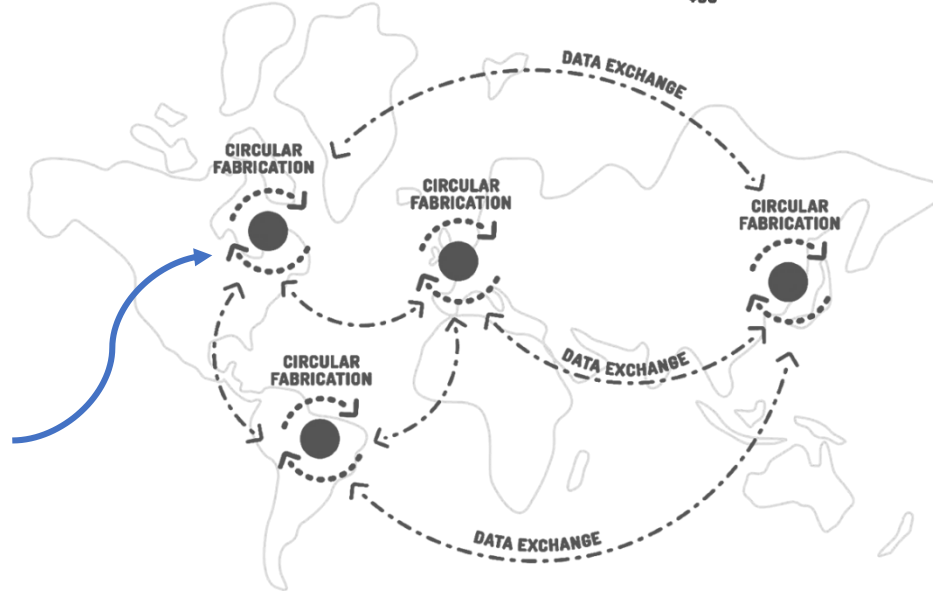 DATA EXCHANGE
CIRCULAR
FABRICATION
CIRCULAR
FABRICATION
CIRCULAR
FABRICATION
DATA EXCHANGE
CIRCULAR
FABRICATION
DATA EXCHANGE